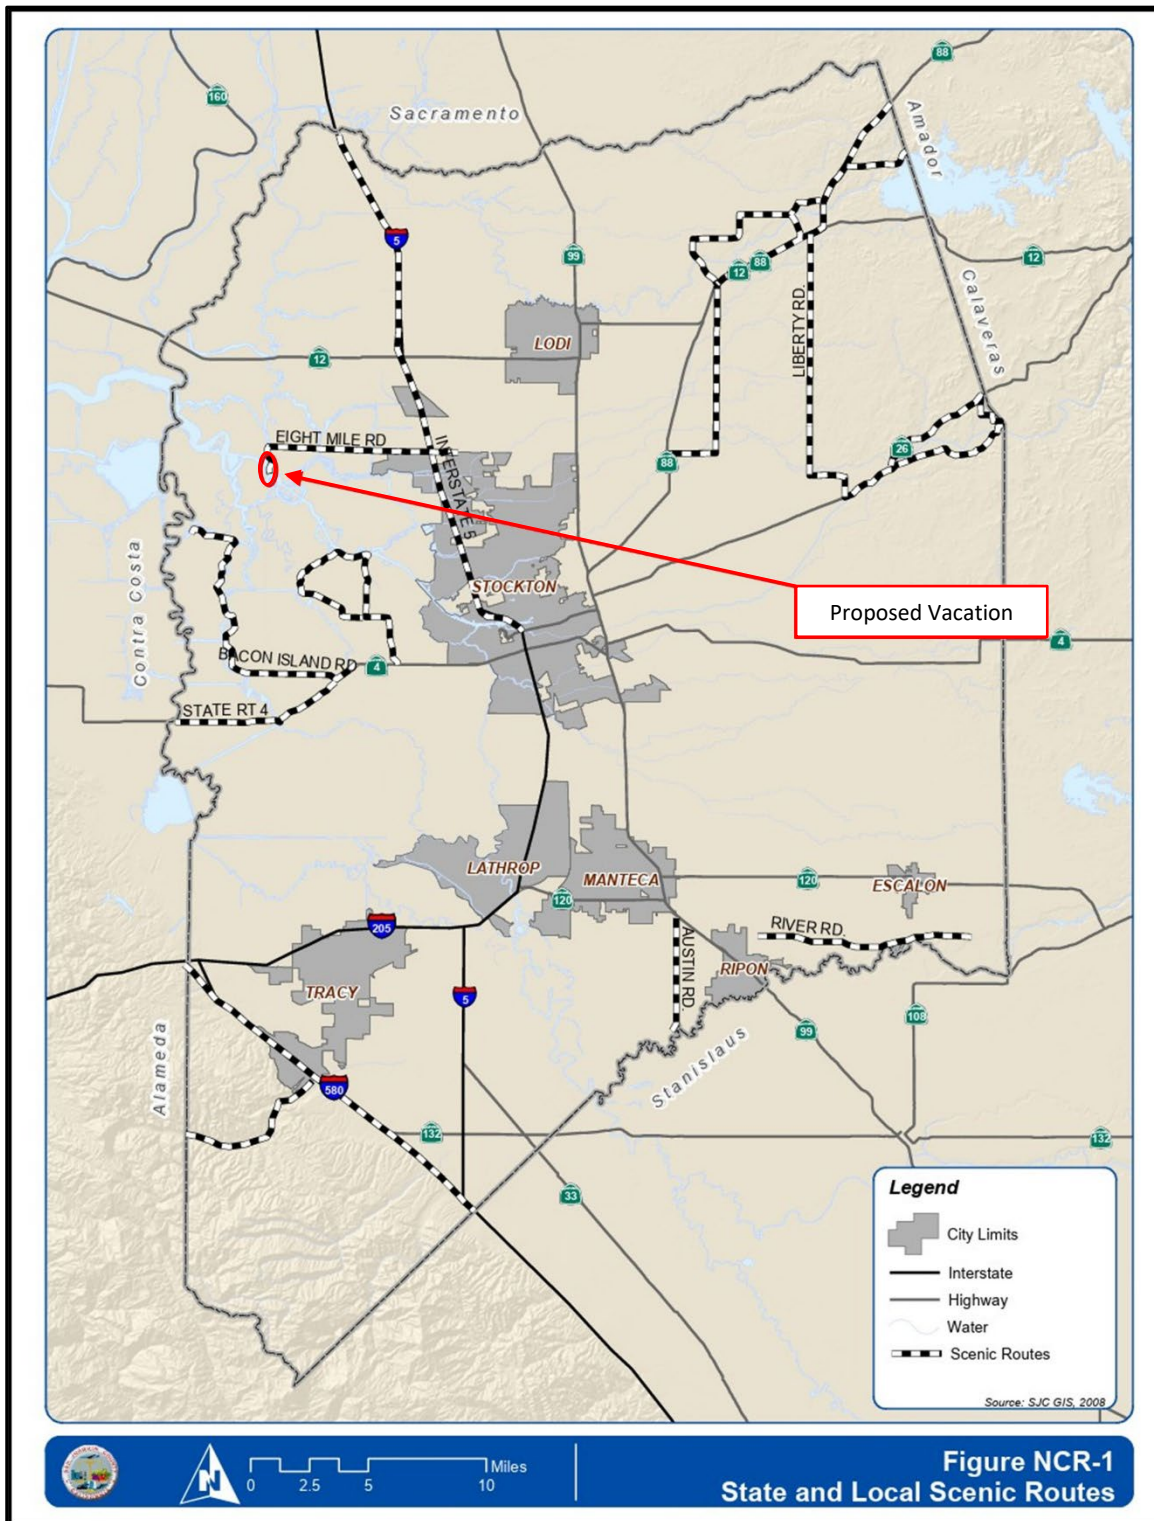 88
160
Sacramento
Amador
5
99
12
88
12
Calaveras
LODI
LIBERTY RD.
12
EIGHT MILE RD
INTERSTATE 5
26
88
Contra Costa
STOCKTON
Proposed Vacation
BACON ISLAND RD
4
4
STATE RT 4
LATHROP
MANTECA
120
ESCALON
120
205
RIVER RD.
AUSTIN RD.
RIPON
TRACY
5
108
99
Alameda
Stanislaus
580
132
132
33
Legend
City Limits
Interstate
Highway
Water
Scenic Routes
Source: SJC GIS, 2008
N
Miles
0 2.5 5 10
Figure NCR-1
State and Local Scenic Routes